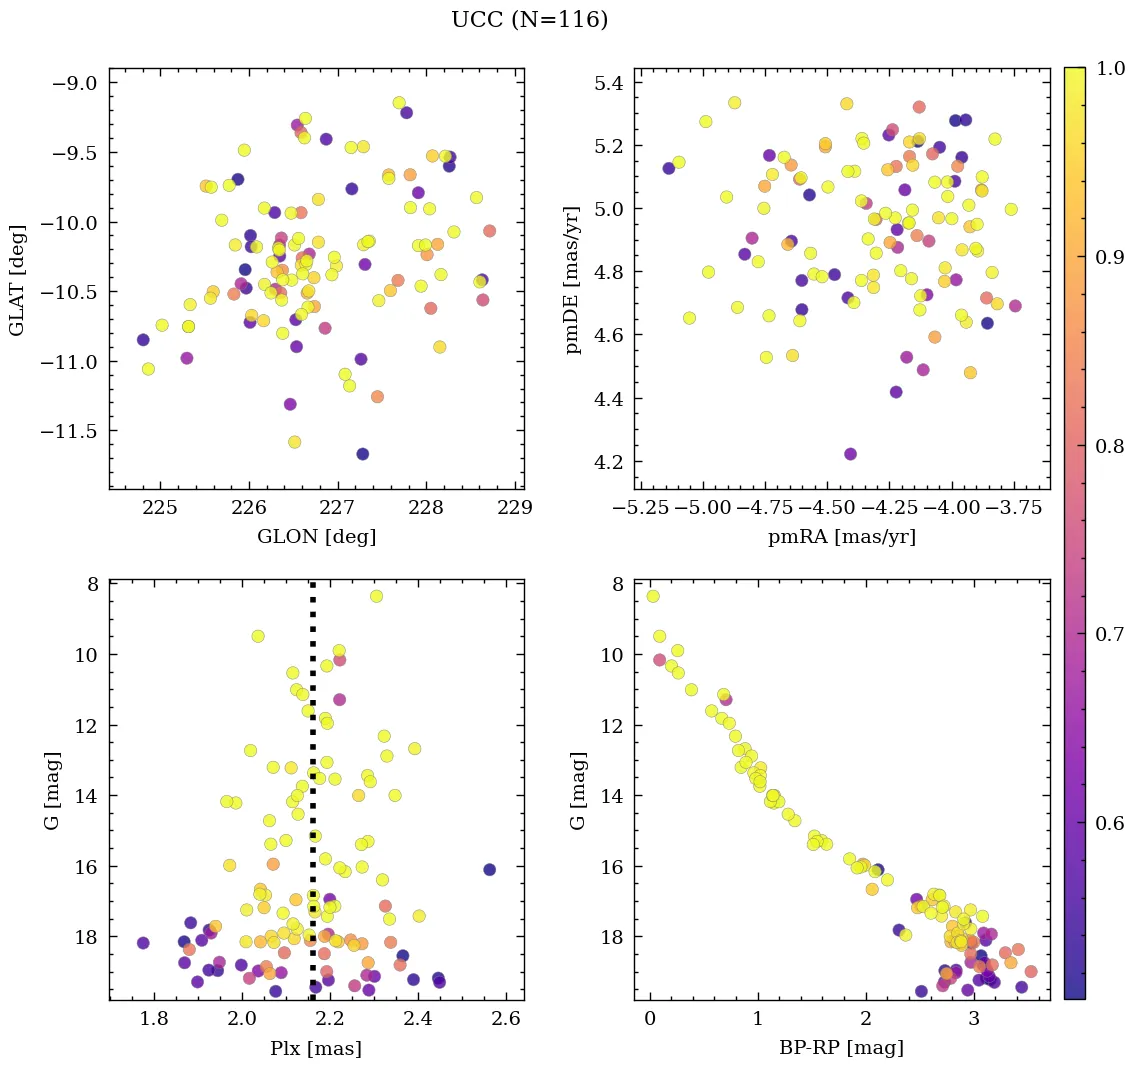 UCC (N=116)
−9.0
−9.5
−10.0
−10.5
−11.0
−11.5
GLAT [deg]
225 226 227 228 229
GLON [deg]
5.4
5.2
5.0
4.8
4.6
4.4
4.2
pmDE [mas/yr]
−5.25 −5.00 −4.75 −4.50 −4.25 −4.00 −3.75
pmRA [mas/yr]
8
10
12
14
16
18
G [mag]
1.8 2.0 2.2 2.4 2.6
Plx [mas]
8
10
12
14
16
18
G [mag]
0 1 2 3
BP-RP [mag]
1.0
0.9
0.8
0.7
0.6